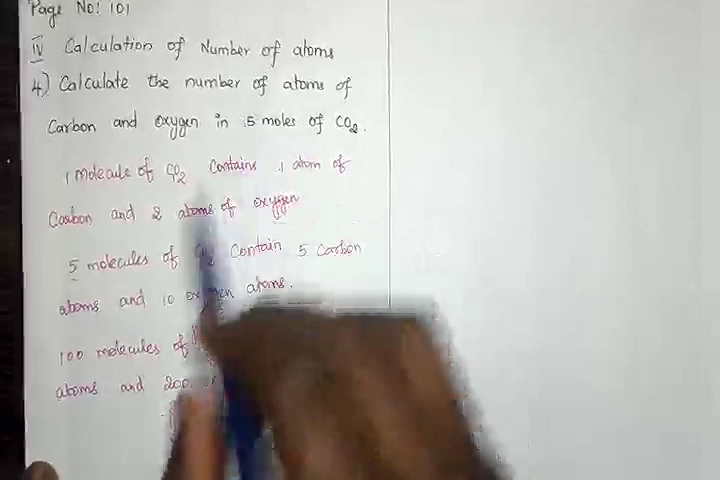 Page No: 101
IV Calculation of Number of atoms
4) Calculate the number of atoms of
Carbon and oxygen in 5 moles of CO2.
1 molecule of CO2 contains 1 atom of
Carbon and 2 atoms of oxygen
5 molecules of contain 5 Carbon
atoms and 10 oxygen atoms.
100 molecules of
atoms and 200